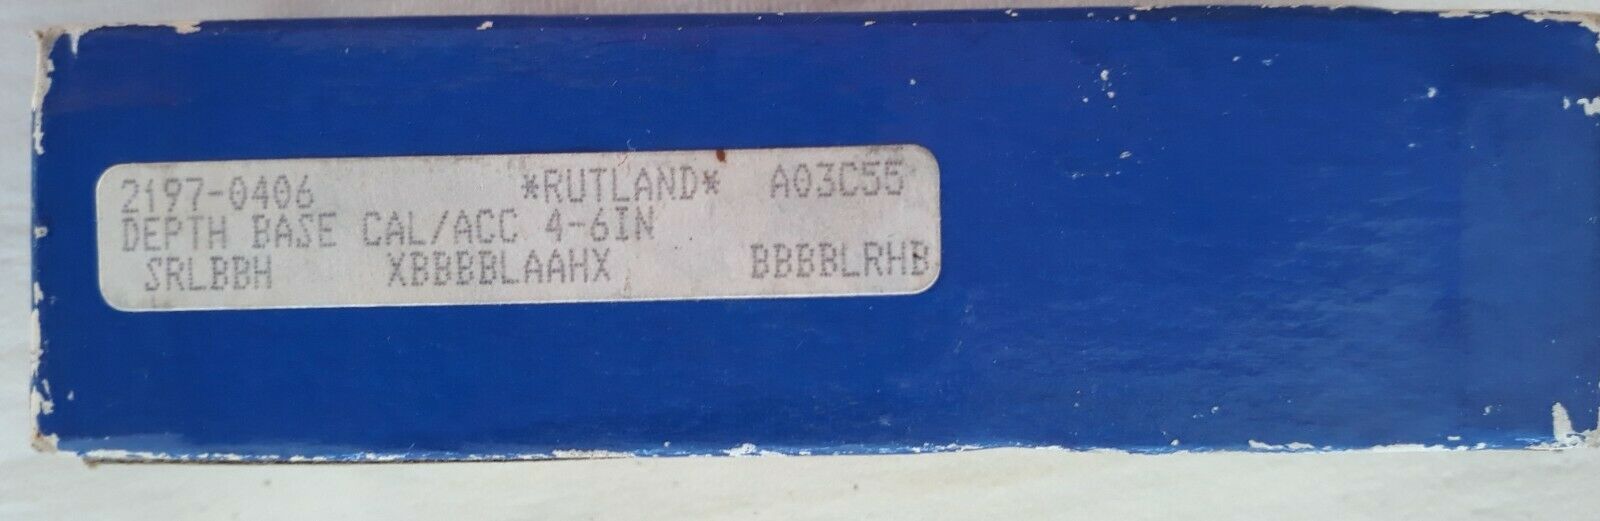 2197-0406 *RUTLAND* A03C55
DEPTH BASE CAL/ACC 4-6IN
SRLBBH XBBBBLAAHX BBBBLRHB